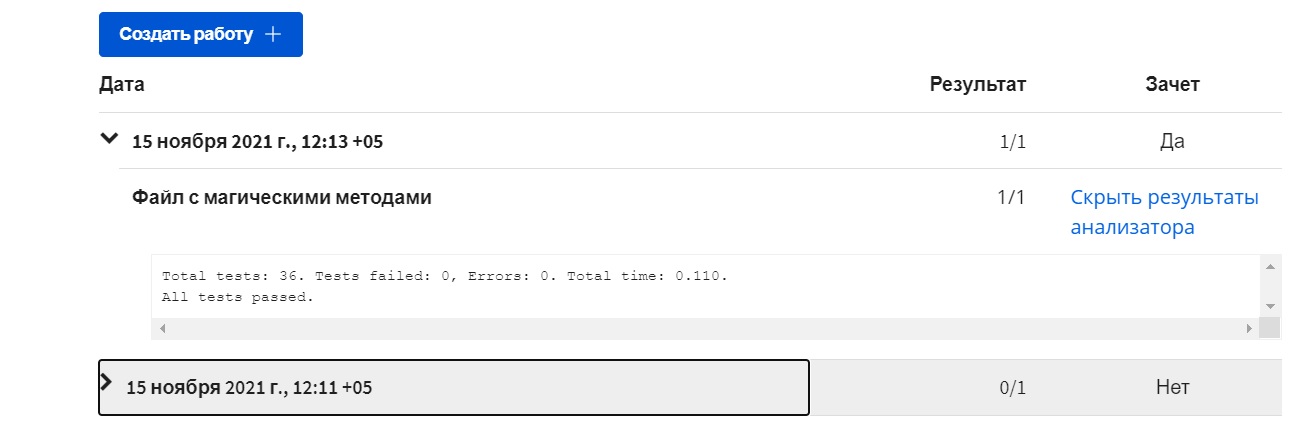 Создать работу
Дата Результат Зачет
15 ноября 2021 г., 12:13 +05 1/1 Да
Файл с магическими методами 1/1 Скрыть результаты
анализатора
Total tests: 36. Tests failed: 0, Errors: 0. Total time: 0.110.
All tests passed.
15 ноября 2021 г., 12:11 +05 0/1 Нет